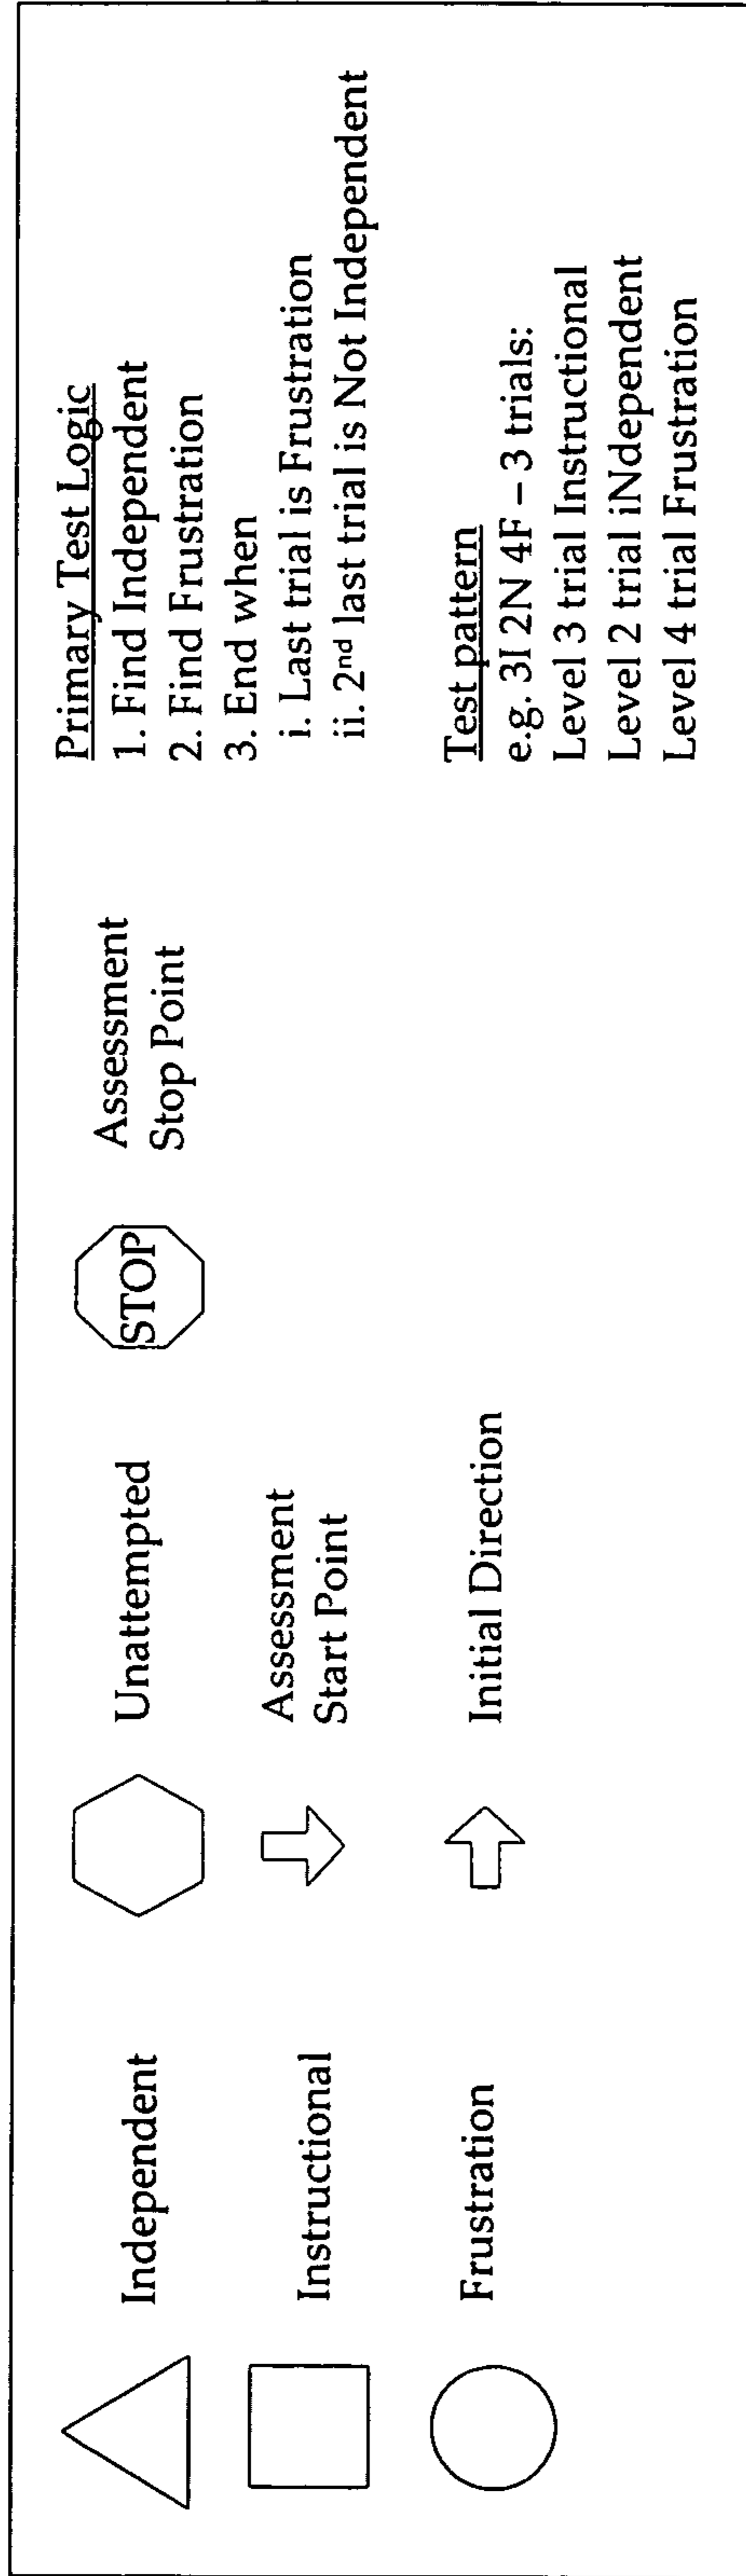 Independent
Instructional
Frustration
Unattempted
Assessment
Start Point
Initial Direction
STOP
Assessment
Stop Point
Primary Test Logic
1. Find Independent
2. Find Frustration
3. End when
i. Last trial is Frustration
ii. 2nd last trial is Not Independent
Test pattern
e.g. 3I 2N 4F – 3 trials:
Level 3 trial Instructional
Level 2 trial iNdependent
Level 4 trial Frustration